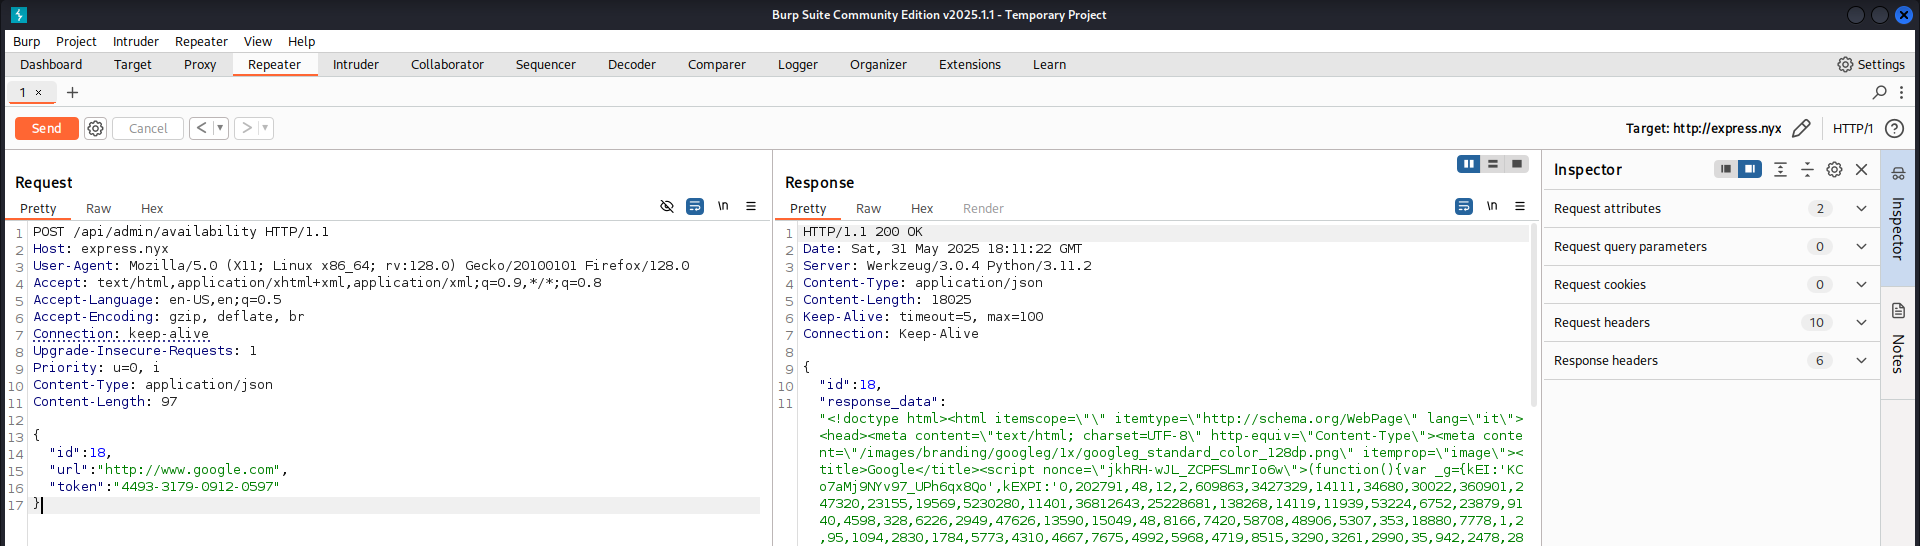 Burp Suite Community Edition v2025.1.1 - Temporary Project
Burp Project Intruder Repeater View Help
Dashboard Target Proxy Repeater Intruder Collaborator Sequencer Decoder Comparer Logger Organizer Extensions Learn Settings
1 × +
Send Cancel < > Target: http://express.nyx HTTP/1 ?
Request
Pretty Raw Hex \n
1 POST /api/admin/availability HTTP/1.1
2 Host: express.nyx
3 User-Agent: Mozilla/5.0 (X11; Linux x86_64; rv:128.0) Gecko/20100101 Firefox/128.0
4 Accept: text/html,application/xhtml+xml,application/xml;q=0.9,*/*;q=0.8
5 Accept-Language: en-US,en;q=0.5
6 Accept-Encoding: gzip, deflate, br
7 Connection: keep-alive
8 Upgrade-Insecure-Requests: 1
9 Priority: u=0, i
10 Content-Type: application/json
11 Content-Length: 97
12
13 {
14 "id":18,
15 "url":"http://www.google.com",
16 "token":"4493-3179-0912-0597"
17 }
Response
Pretty Raw Hex Render \n
1 HTTP/1.1 200 OK
2 Date: Sat, 31 May 2025 18:11:22 GMT
3 Server: Werkzeug/3.0.4 Python/3.11.2
4 Content-Type: application/json
5 Content-Length: 18025
6 Keep-Alive: timeout=5, max=100
7 Connection: Keep-Alive
8
9 {
10 "id":18,
11 "response_data":
"<!doctype html><html itemscope=\"\" itemtype=\"http://schema.org/WebPage\" lang=\"it\">
<head><meta content=\"text/html; charset=UTF-8\" http-equiv=\"Content-Type\"><meta conte
nt=\"/images/branding/googleg/1x/googleg_standard_color_128dp.png\" itemprop=\"image\"><
title>Google</title><script nonce=\"jkhRH-wJL_ZCPFSLmrIo6w\">(function(){var _g={kEI:'KC
o7aMj9NYv97_UPh6qx8Qo',kEXPI:'0,202791,48,12,2,609863,3427329,14111,34680,30022,360901,2
47320,23155,19569,5230280,11401,36812643,25228681,138268,14119,11939,53224,6752,23879,91
40,4598,328,6226,2949,47626,13590,15049,48,8166,7420,58708,48906,5307,353,18880,7778,1,2
,95,1094,2830,1784,5773,4310,4667,7675,4992,5968,4719,8515,3290,3261,2990,35,942,2478,28
Inspector
Request attributes 2
Request query parameters 0
Request cookies 0
Request headers 10
Response headers 6
Inspector
Notes